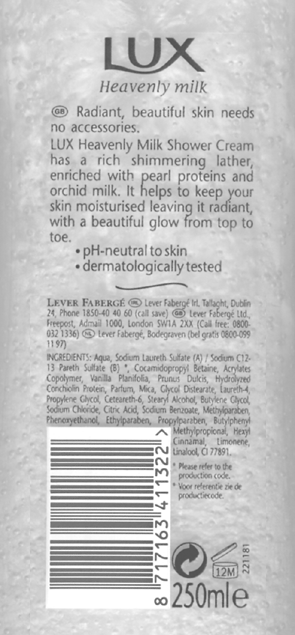 LUX
Heavenly milk
GB Radiant, beautiful skin needs
no accessories.
LUX Heavenly Milk Shower Cream
has a rich shimmering lather,
enriched with pearl proteins and
orchid milk. It helps to keep your
skin moisturised leaving it radiant,
with a beautiful glow from top to
toe.
• pH-neutral to skin
• dermatologically tested
LEVER FABERGÉ IRL Lever Fabergé Irl, Tallaght, Dublin
24, Phone 1850-40 40 60 (call save) GB Lever Fabergé Ltd.,
Freepost, Admail 1000, London SW1A 2XX (Call free: 0800-
032 1336) NL Lever Fabergé, Bodegraven (bel gratis 0800-099
11 97)
INGREDIENTS: Aqua, Sodium Laureth Sulfate (A) / Sodium C12-
13 Pareth Sulfate (B) *, Cocamidopropyl Betaine, Acrylates
Copolymer, Vanilla Planifolia, Prunus Dulcis, Hydrolyzed
Conchiolin Protein, Parfum, Mica, Glycol Distearate, Laureth-4,
Propylene Glycol, Ceteareth-6, Stearyl Alcohol, Butylene Glycol,
Sodium Chloride, Citric Acid, Sodium Benzoate, Methylparaben,
Phenoxyethanol, Ethylparaben, Propylparaben, Butylphenyl
Methylpropional, Hexyl
Cinnamal, Limonene,
Linalool, CI 77891.
* Please refer to the
production code.
* Voor referentie zie de
productiecode.
8 717163 411322 >
12M
221181
250ml e